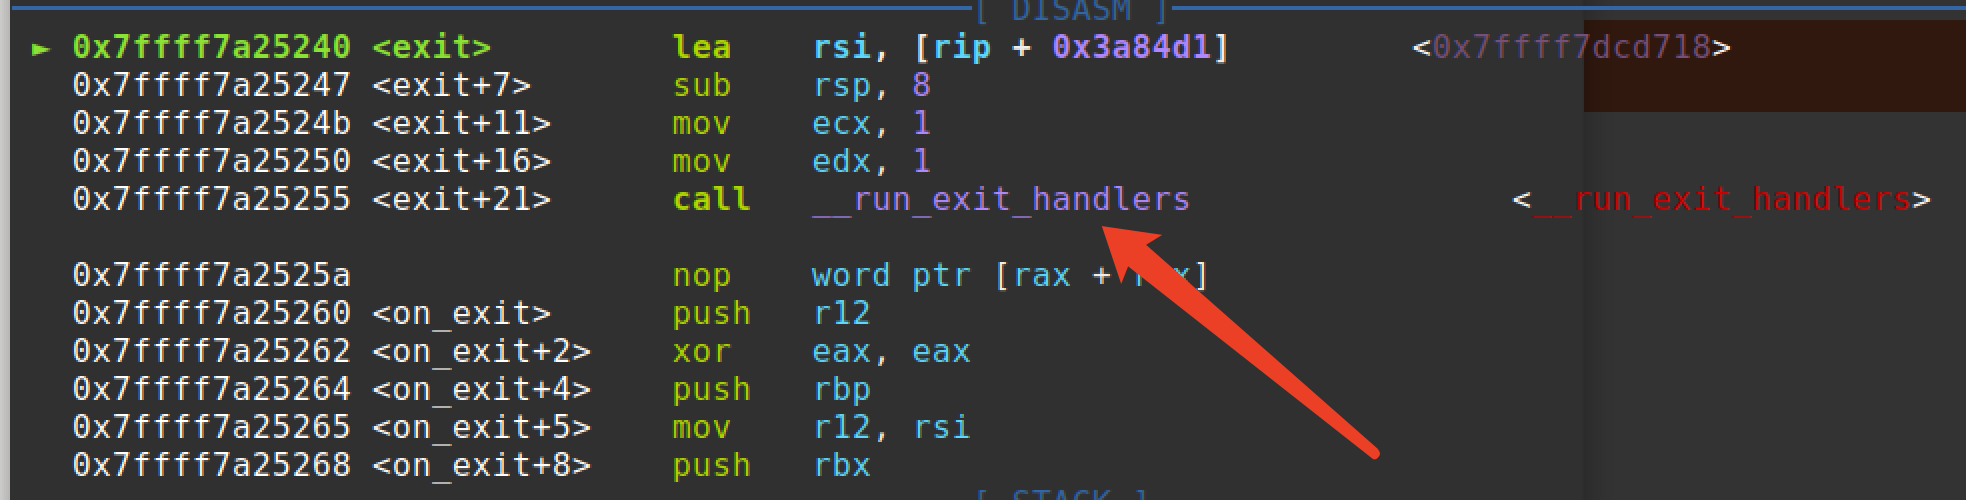 [ DISASM ]
► 0x7ffff7a25240 <exit> lea rsi, [rip + 0x3a84d1] <0x7ffff7dcd718>
0x7ffff7a25247 <exit+7> sub rsp, 8
0x7ffff7a2524b <exit+11> mov ecx, 1
0x7ffff7a25250 <exit+16> mov edx, 1
0x7ffff7a25255 <exit+21> call __run_exit_handlers <__run_exit_handlers>
0x7ffff7a2525a nop word ptr [rax + ]
0x7ffff7a25260 <on_exit> push r12
0x7ffff7a25262 <on_exit+2> xor eax, eax
0x7ffff7a25264 <on_exit+4> push rbp
0x7ffff7a25265 <on_exit+5> mov r12, rsi
0x7ffff7a25268 <on_exit+8> push rbx
[ STACK ]